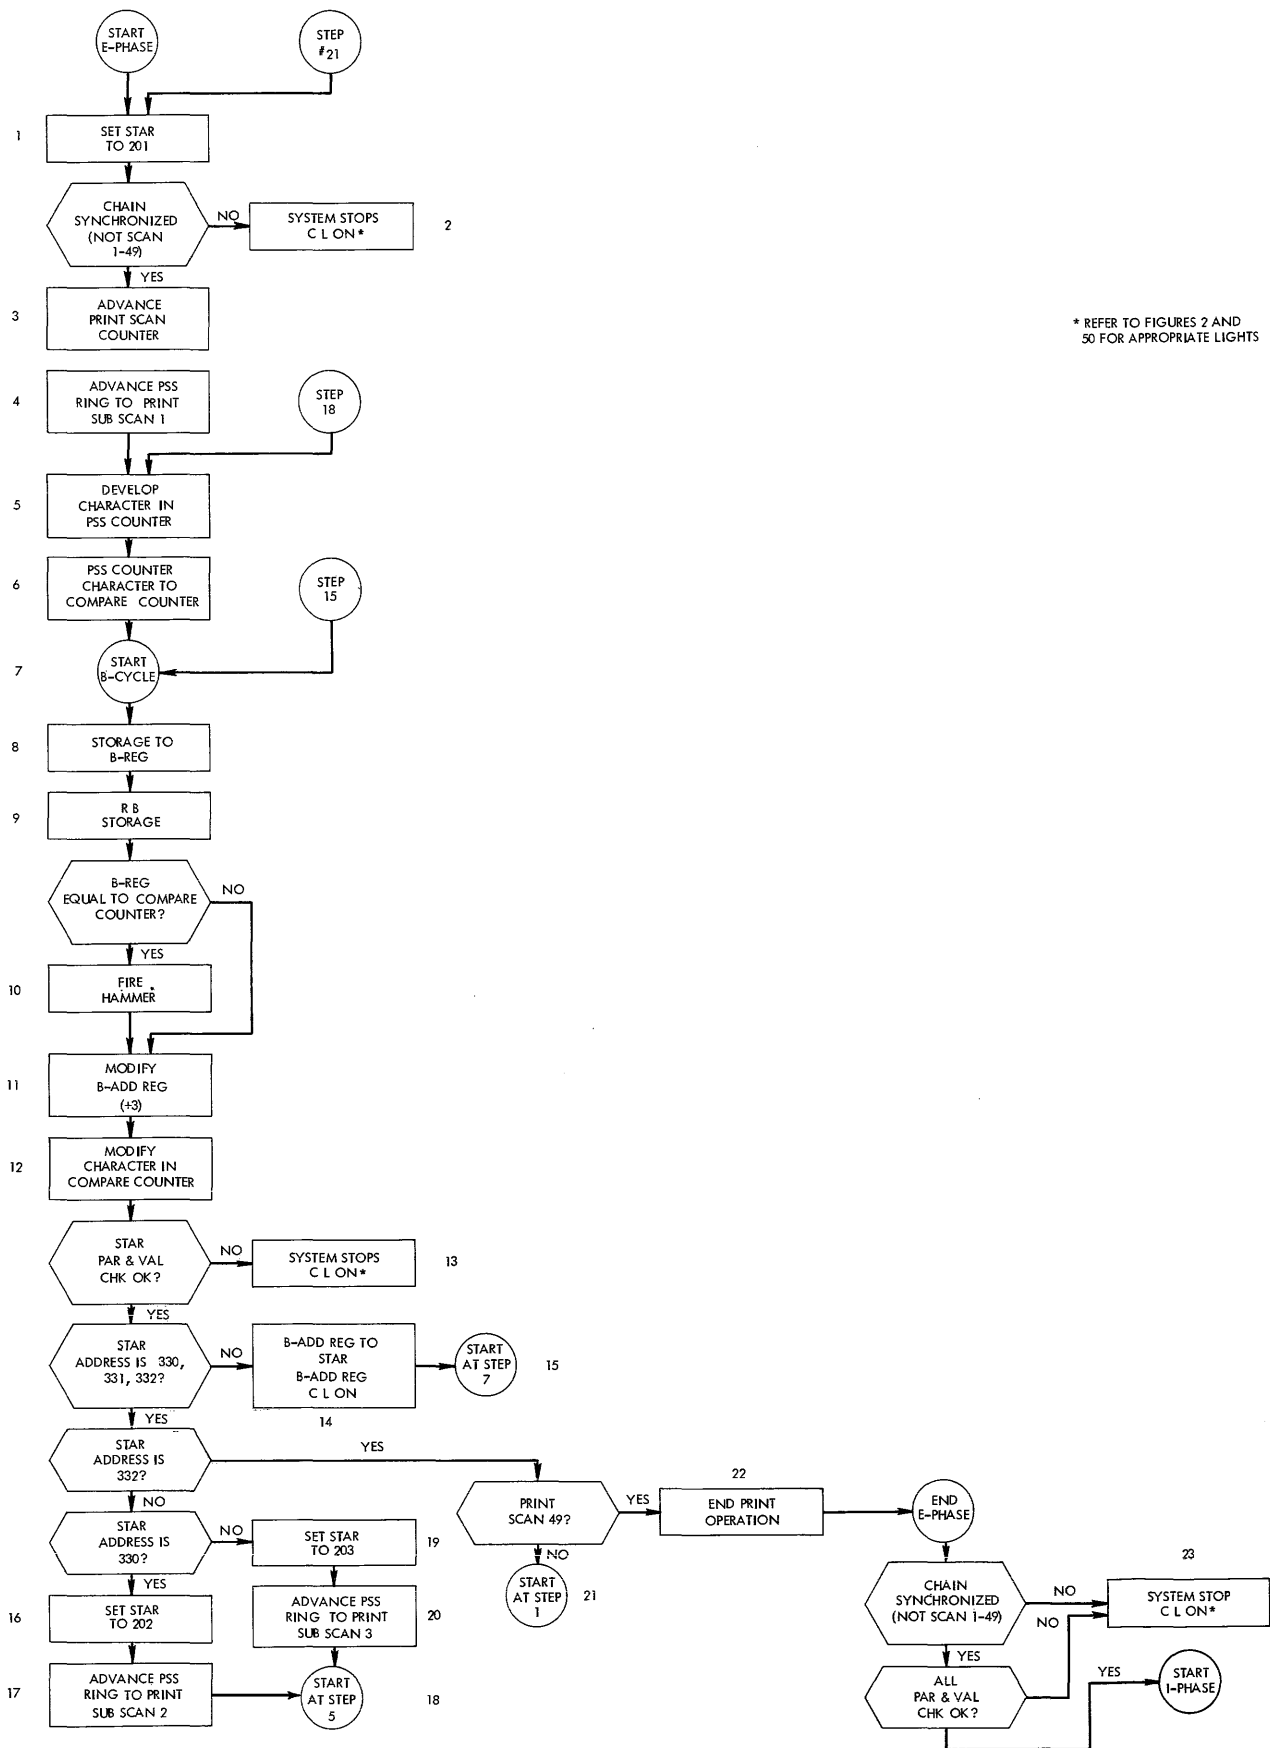 START
E-PHASE
STEP
#21
1
SET STAR
TO 201
CHAIN
SYNCHRONIZED
(NOT SCAN
1-49)
NO
SYSTEM STOPS
C L ON*
2
YES
3
ADVANCE
PRINT SCAN
COUNTER
* REFER TO FIGURES 2 AND
50 FOR APPROPRIATE LIGHTS
4
ADVANCE PSS
RING TO PRINT
SUB SCAN 1
STEP
18
5
DEVELOP
CHARACTER IN
PSS COUNTER
6
PSS COUNTER
CHARACTER TO
COMPARE COUNTER
STEP
15
7
START
B-CYCLE
8
STORAGE TO
B-REG
9
R B
STORAGE
B-REG
EQUAL TO COMPARE
COUNTER?
NO
YES
10
FIRE
HAMMER
11
MODIFY
B-ADD REG
(+3)
12
MODIFY
CHARACTER IN
COMPARE COUNTER
STAR
PAR & VAL
CHK OK?
NO
SYSTEM STOPS
C L ON*
13
YES
STAR
ADDRESS IS 330,
331, 332?
NO
B-ADD REG TO
STAR
B-ADD REG
C L ON
START
AT STEP
7
15
14
YES
STAR
ADDRESS IS
332?
YES
NO
PRINT
SCAN 49?
YES
22
END PRINT
OPERATION
END
E-PHASE
STAR
ADDRESS IS
330?
NO
SET STAR
TO 203
19
NO
START
AT STEP
1
21
YES
16
SET STAR
TO 202
ADVANCE PSS
RING TO PRINT
SUB SCAN 3
20
CHAIN
SYNCHRONIZED
(NOT SCAN 1-49)
NO
NO
23
SYSTEM STOP
C L ON*
YES
17
ADVANCE PSS
RING TO PRINT
SUB SCAN 2
START
AT STEP
5
18
ALL
PAR & VAL
CHK OK?
YES
START
I-PHASE